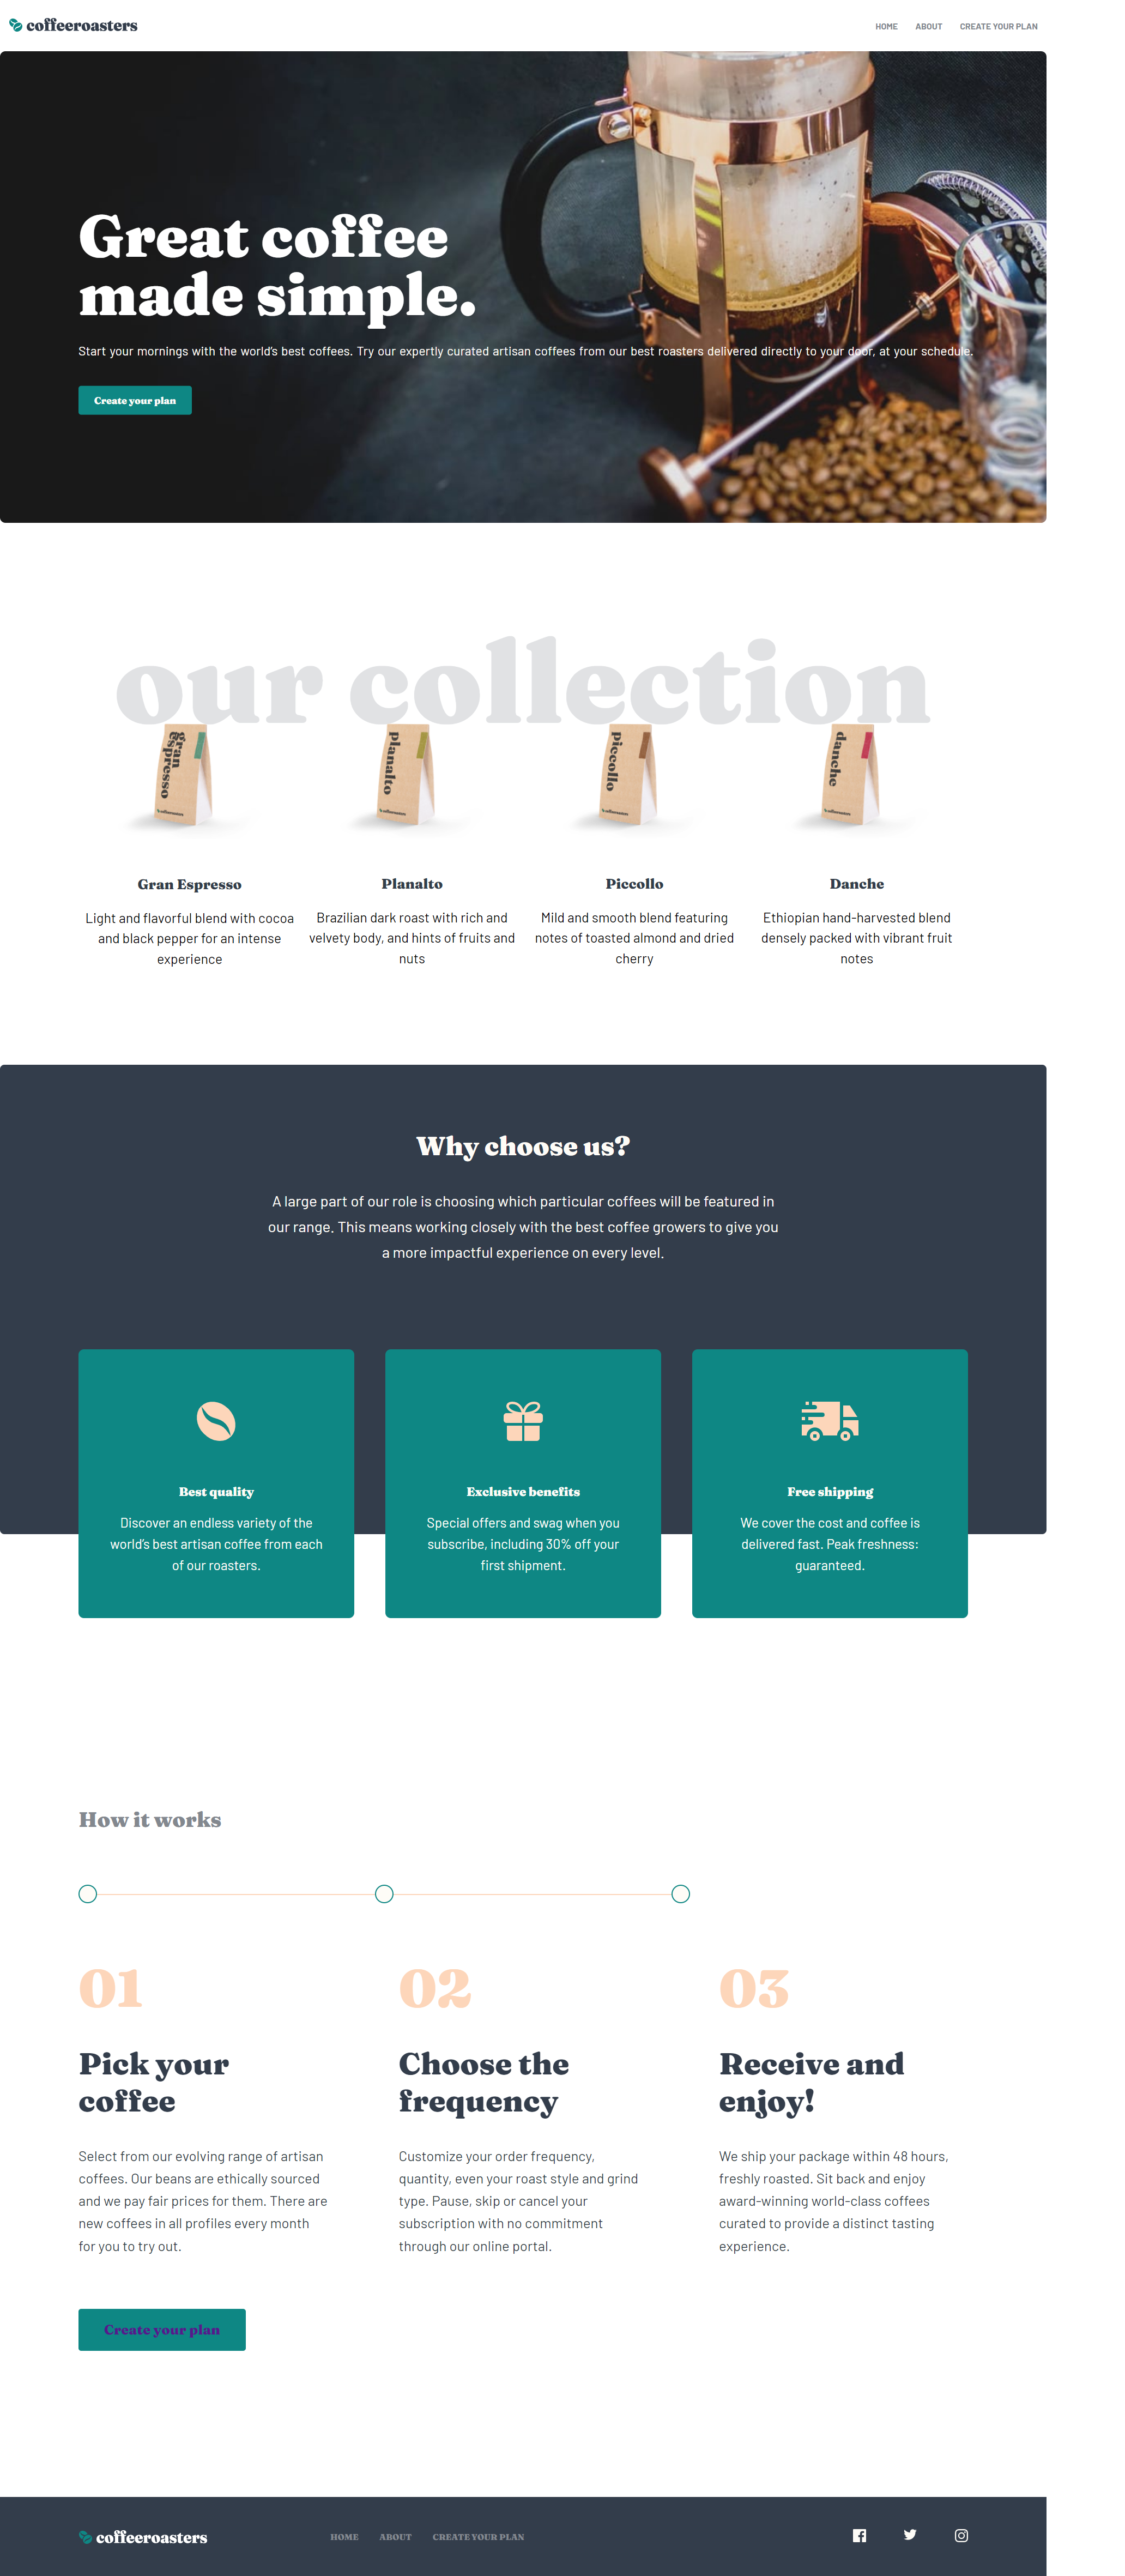 coffeeroasters
HOME ABOUT CREATE YOUR PLAN
Great coffee
made simple.
Start your mornings with the world's best coffees. Try our expertly curated artisan coffees from our best roasters delivered directly to your door, at your schedule.
Create your plan
our collection
gran
espresso
coffeeroasters
planalto
coffeeroasters
piccollo
coffeeroasters
danche
coffeeroasters
Gran Espresso
Light and flavorful blend with cocoa
and black pepper for an intense
experience
Planalto
Brazilian dark roast with rich and
velvety body, and hints of fruits and
nuts
Piccollo
Mild and smooth blend featuring
notes of toasted almond and dried
cherry
Danche
Ethiopian hand-harvested blend
densely packed with vibrant fruit
notes
Why choose us?
A large part of our role is choosing which particular coffees will be featured in
our range. This means working closely with the best coffee growers to give you
a more impactful experience on every level.
Best quality
Discover an endless variety of the
world's best artisan coffee from each
of our roasters.
Exclusive benefits
Special offers and swag when you
subscribe, including 30% off your
first shipment.
Free shipping
We cover the cost and coffee is
delivered fast. Peak freshness:
guaranteed.
How it works
01
Pick your
coffee
Select from our evolving range of artisan
coffees. Our beans are ethically sourced
and we pay fair prices for them. There are
new coffees in all profiles every month
for you to try out.
02
Choose the
frequency
Customize your order frequency,
quantity, even your roast style and grind
type. Pause, skip or cancel your
subscription with no commitment
through our online portal.
03
Receive and
enjoy!
We ship your package within 48 hours,
freshly roasted. Sit back and enjoy
award-winning world-class coffees
curated to provide a distinct tasting
experience.
Create your plan
coffeeroasters
HOME ABOUT CREATE YOUR PLAN